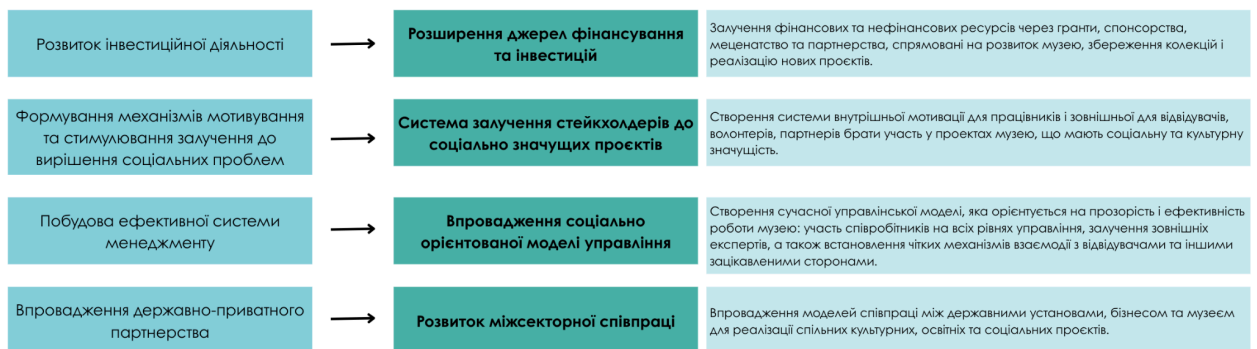 Розвиток інвестиційної діяльності
Розширення джерел фінансування
та інвестицій
Залучення фінансових та нефінансових ресурсів через гранти, спонсорства,
меценатство та партнерства, спрямовані на розвиток музею, збереження колекцій і
реалізацію нових проєктів.
Формування механізмів мотивування
та стимулювання залучення до
вирішення соціальних проблем
Система залучення стейкхолдерів до
соціально значущих проєктів
Створення системи внутрішньої мотивації для працівників і зовнішньої для відвідувачів,
волонтерів, партнерів брати участь у проектах музею, що мають соціальну та культурну
значущість.
Побудова ефективної системи
менеджменту
Впровадження соціально
орієнтованої моделі управління
Створення сучасної управлінської моделі, яка орієнтується на прозорість і ефективність
роботи музею: участь співробітників на всіх рівнях управління, залучення зовнішніх
експертів, а також встановлення чітких механізмів взаємодії з відвідувачами та іншими
зацікавленими сторонами.
Впровадження державно-приватного
партнерства
Розвиток міжсекторної співпраці
Впровадження моделей співпраці між державними установами, бізнесом та музеєм
для реалізації спільних культурних, освітніх та соціальних проєктів.